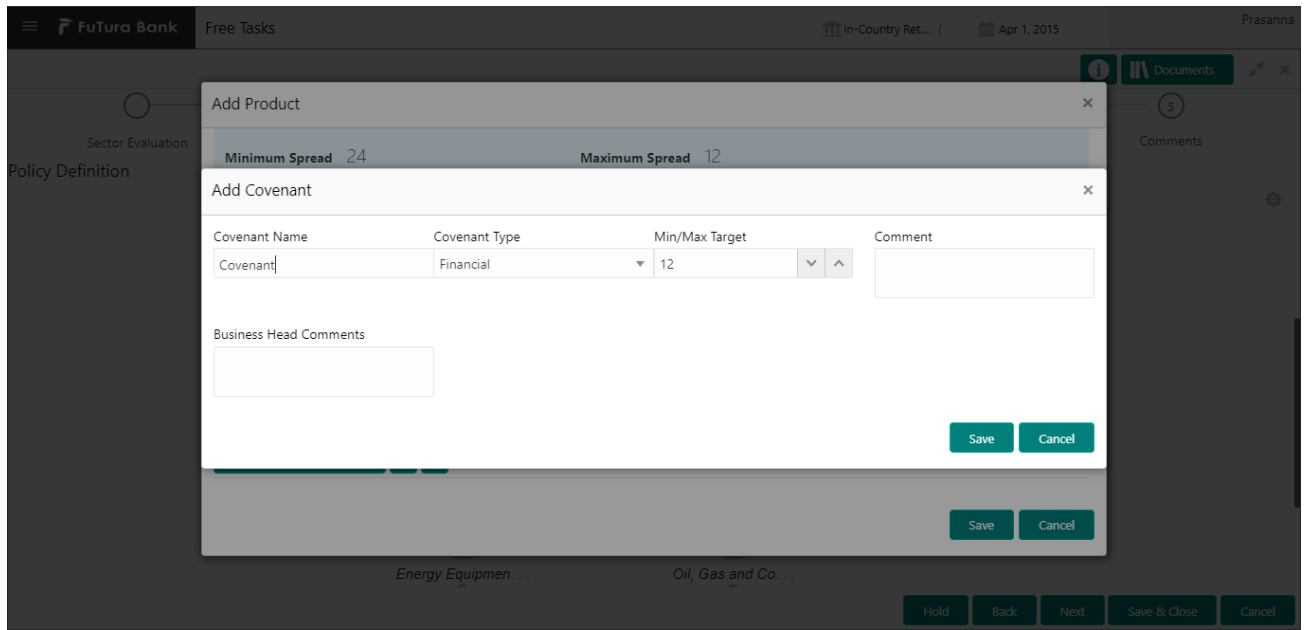 FuTura Bank
Free Tasks
In-Country Ret... (
Apr 1, 2015
Prasanna
Documents
Add Product
5
Sector Evaluation
Comments
Policy Definition
Minimum Spread 24
Maximum Spread 12
Add Covenant
Covenant Name
Covenant Type
Min/Max Target
Comment
Covenant
Financial
12
Business Head Comments
Save
Cancel
Save
Cancel
Energy Equipmen. . .
Oil, Gas and Co. . .
Hold
Back
Next
Save & Close
Cancel